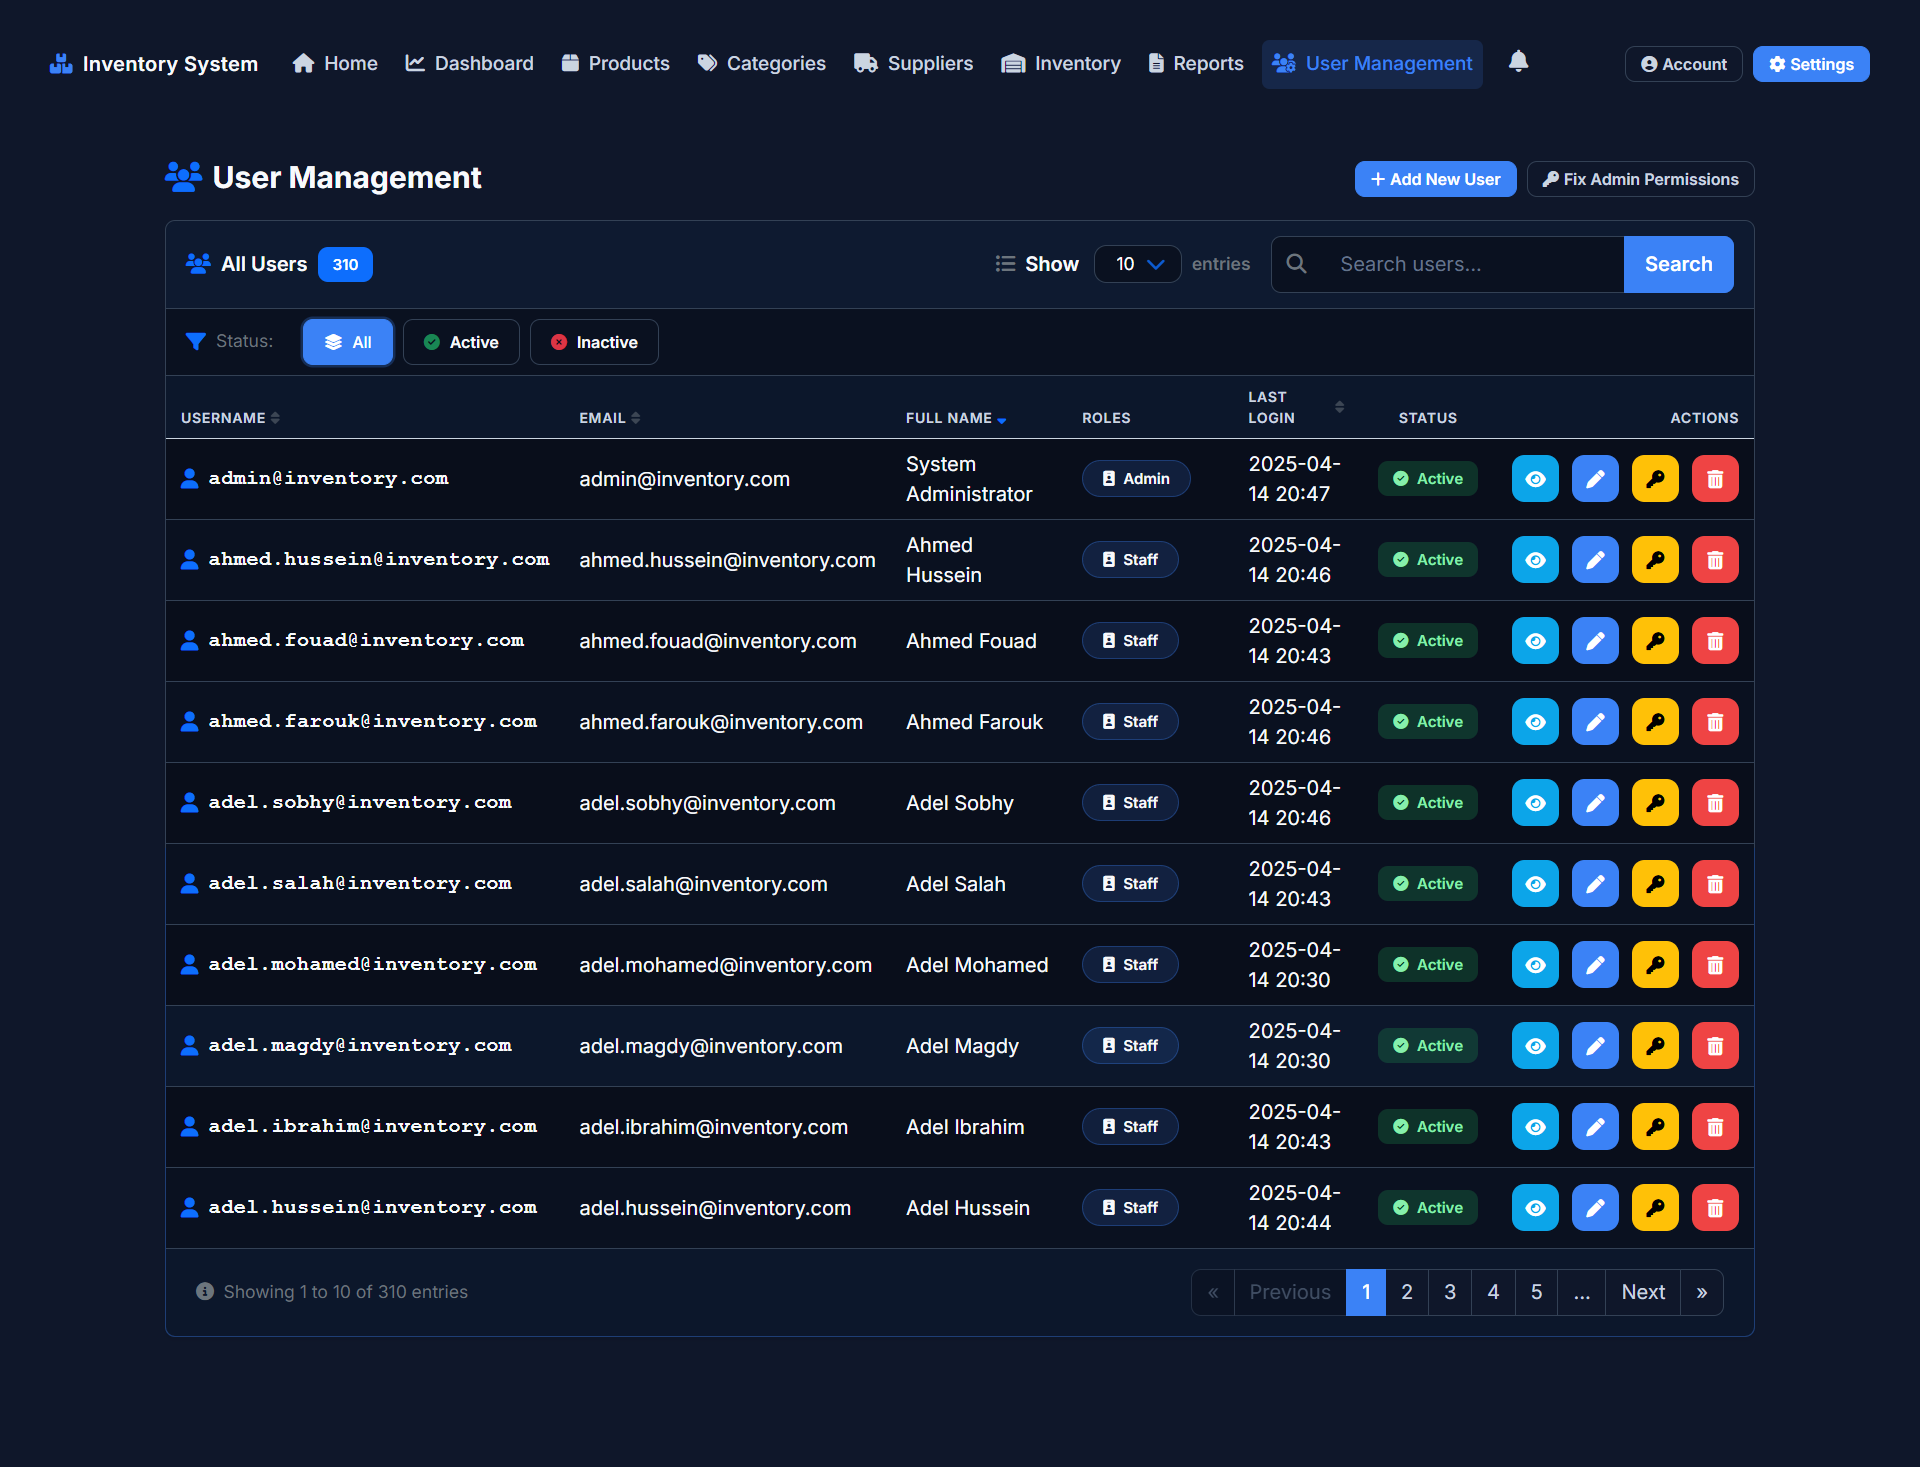 Inventory System Home Dashboard Products Categories Suppliers Inventory Reports User Management Account Settings
User Management
+ Add New User Fix Admin Permissions
All Users 310 Show 10 entries Search users... Search
Status: All Active Inactive
USERNAME EMAIL FULL NAME ROLES LAST LOGIN STATUS ACTIONS
admin@inventory.com admin@inventory.com System Administrator Admin 2025-04-14 20:47 Active
ahmed.hussein@inventory.com ahmed.hussein@inventory.com Ahmed Hussein Staff 2025-04-14 20:46 Active
ahmed.fouad@inventory.com ahmed.fouad@inventory.com Ahmed Fouad Staff 2025-04-14 20:43 Active
ahmed.farouk@inventory.com ahmed.farouk@inventory.com Ahmed Farouk Staff 2025-04-14 20:46 Active
adel.sobhy@inventory.com adel.sobhy@inventory.com Adel Sobhy Staff 2025-04-14 20:46 Active
adel.salah@inventory.com adel.salah@inventory.com Adel Salah Staff 2025-04-14 20:43 Active
adel.mohamed@inventory.com adel.mohamed@inventory.com Adel Mohamed Staff 2025-04-14 20:30 Active
adel.magdy@inventory.com adel.magdy@inventory.com Adel Magdy Staff 2025-04-14 20:30 Active
adel.ibrahim@inventory.com adel.ibrahim@inventory.com Adel Ibrahim Staff 2025-04-14 20:43 Active
adel.hussein@inventory.com adel.hussein@inventory.com Adel Hussein Staff 2025-04-14 20:44 Active
Showing 1 to 10 of 310 entries « Previous 1 2 3 4 5 ... Next »